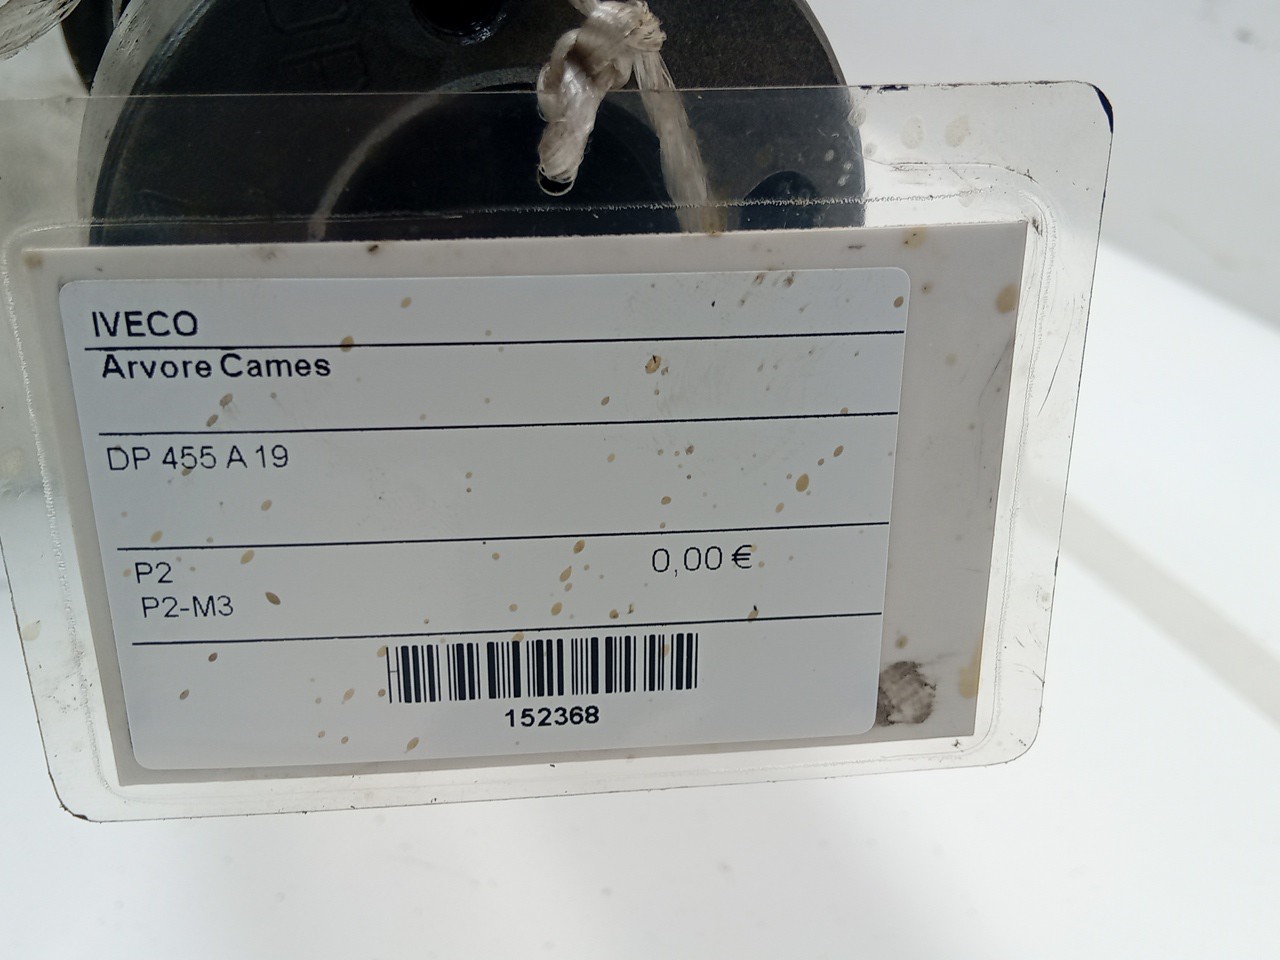 IVECO
Arvore Cames
DP 455 A 19
P2
0,00 €
P2-M3
152368